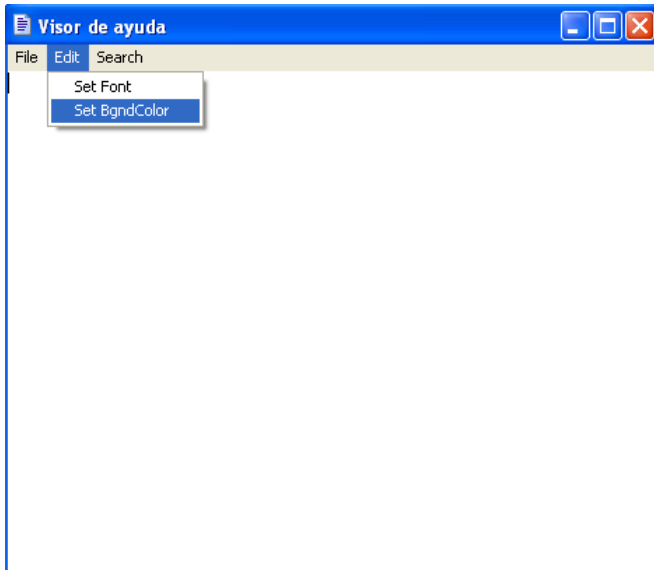 Visor de ayuda
File Edit Search
Set Font
Set BgndColor